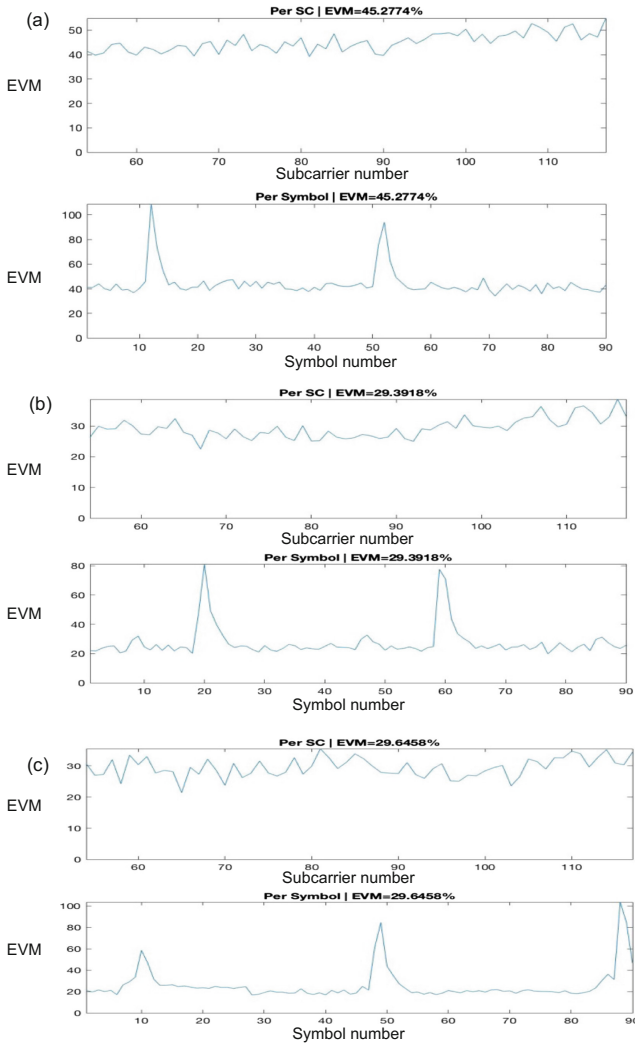 (a)
Per SC | EVM=45.2774%
50
40
30
20
10
0
EVM
60 70 80 90 100 110
Subcarrier number
Per Symbol | EVM=45.2774%
100
80
60
40
20
0
EVM
10 20 30 40 50 60 70 80 90
Symbol number
(b)
Per SC | EVM=29.3918%
30
20
10
0
EVM
60 70 80 90 100 110
Subcarrier number
Per Symbol | EVM=29.3918%
80
60
40
20
0
EVM
10 20 30 40 50 60 70 80 90
Symbol number
(c)
Per SC | EVM=29.6458%
30
20
10
0
EVM
60 70 80 90 100 110
Subcarrier number
Per Symbol | EVM=29.6458%
100
80
60
40
20
0
EVM
10 20 30 40 50 60 70 80 90
Symbol number